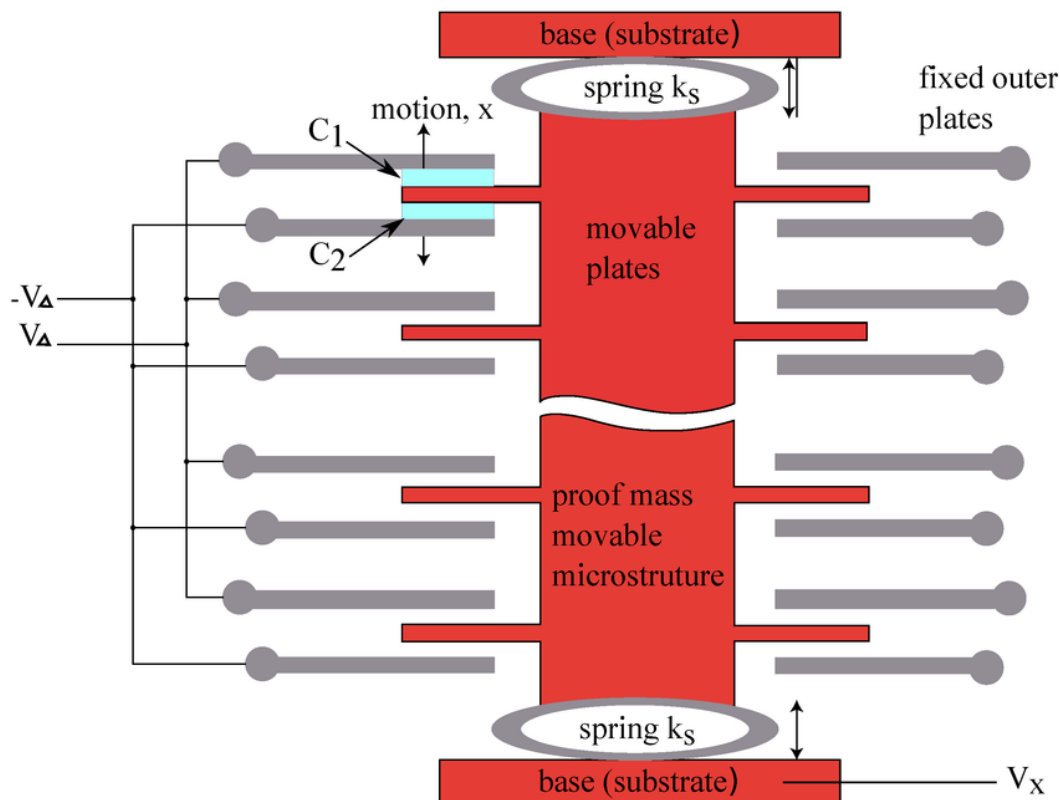 base (substrate)
spring kS
fixed outer
plates
motion, x
C1
movable
plates
C2
-VΔ
VΔ
proof mass
movable
microstruture
spring kS
base (substrate)
VX